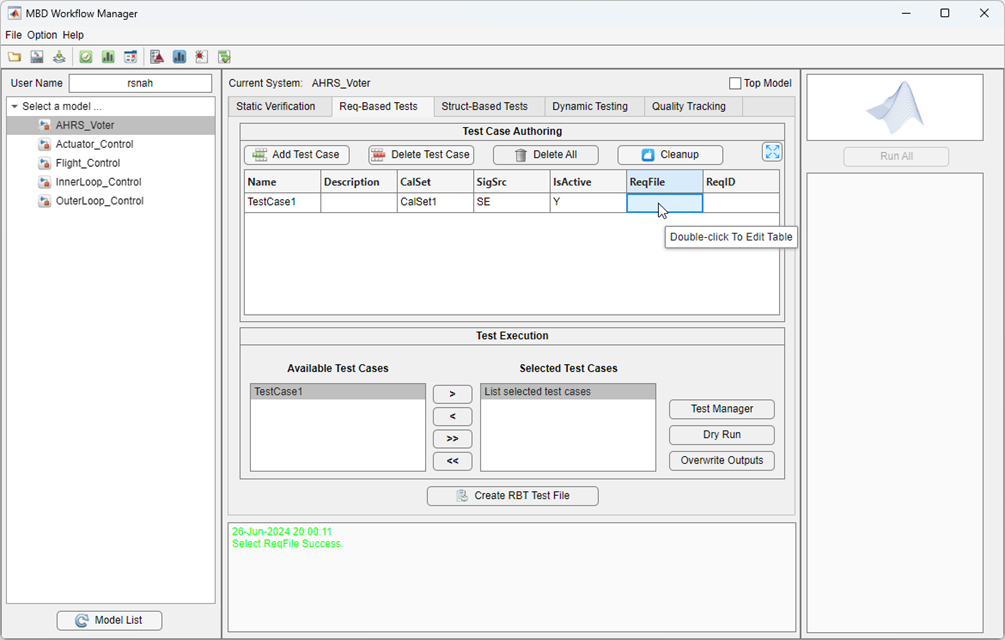 MBD Workflow Manager
File Option Help
User Name rsnah
Select a model ...
AHRS_Voter
Actuator_Control
Flight_Control
InnerLoop_Control
OuterLoop_Control
Model List
Current System: AHRS_Voter
Top Model
Static Verification Req-Based Tests Struct-Based Tests Dynamic Testing Quality Tracking
Test Case Authoring
Add Test Case Delete Test Case Delete All Cleanup
Name Description CalSet SigSrc IsActive ReqFile ReqID
TestCase1 CalSet1 SE Y
Double-click To Edit Table
Test Execution
Available Test Cases
TestCase1
>
<
>>
<<
Selected Test Cases
List selected test cases
Test Manager
Dry Run
Overwrite Outputs
Create RBT Test File
26-Jun-2024 20:00:11
Select ReqFile Success.
Run All